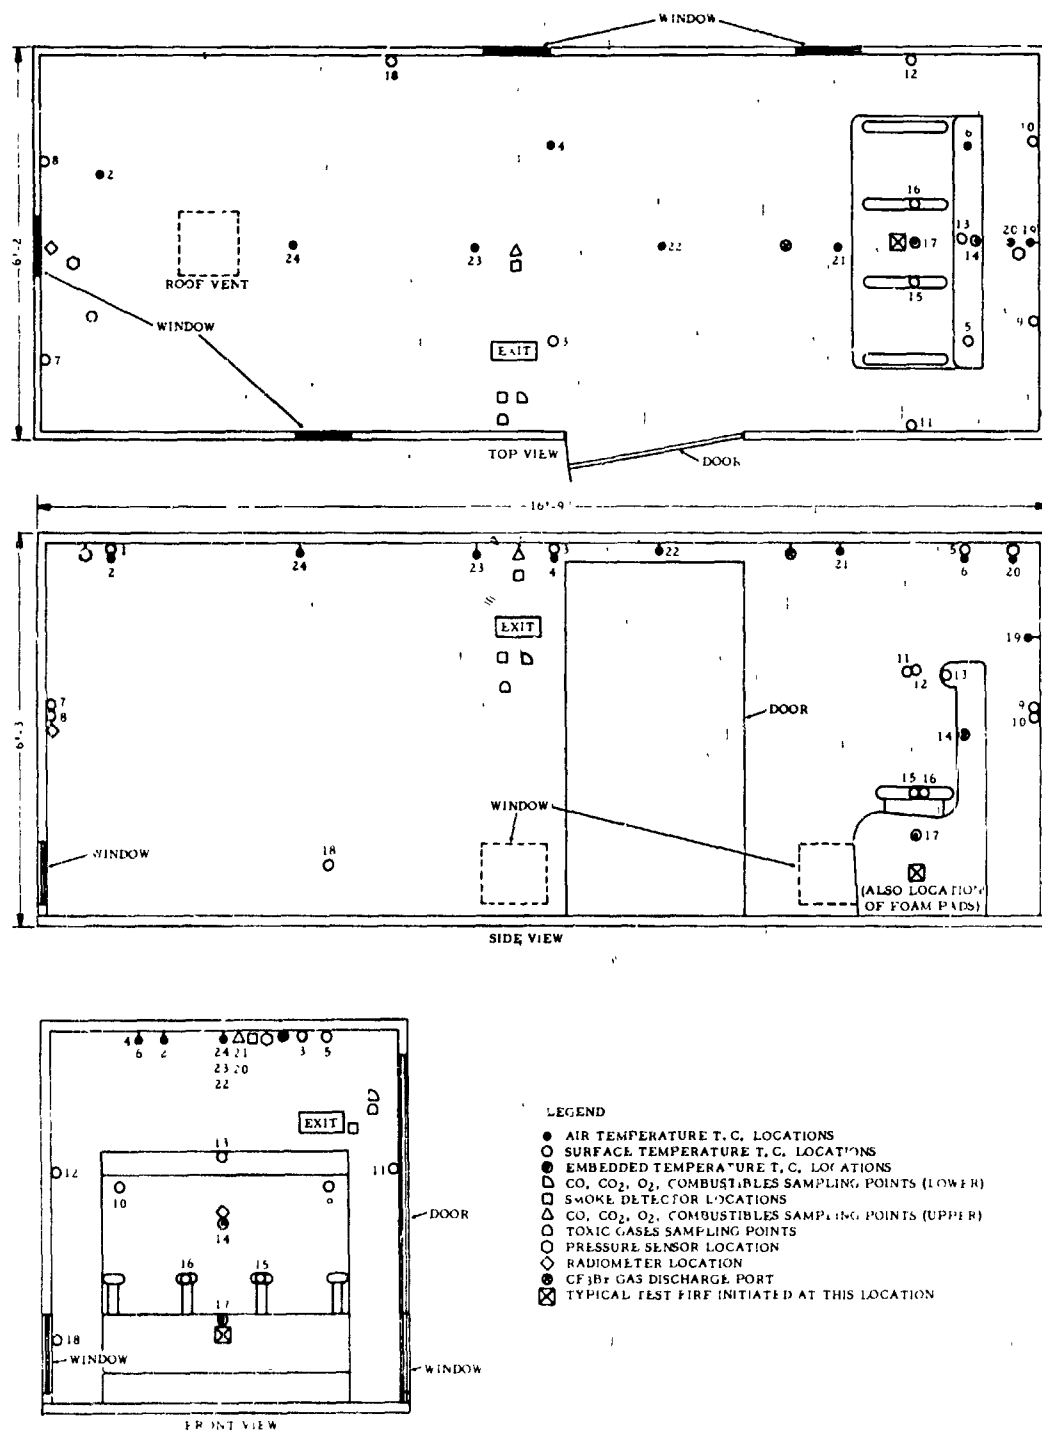 WINDOW
18
12
8
2
4
6
10
16
6'-2
24
23
22
21
17
13
14
20 19
ROOF VENT
15
WINDOW
3
EXIT
5
9
7
11
TOP VIEW
DOOR
16'-9
1
2
24
23
3
4
22
21
5
6
20
EXIT
19
11
12
13
7
8
9
10
6'-3
DOOR
14
15 16
WINDOW
17
WINDOW
18
(ALSO LOCATION
OF FOAM PADS)
SIDE VIEW
4
6
2
24 21
23 20
22
3
5
EXIT
13
12
11
10
9
DOOR
14
16
15
17
18
WINDOW
WINDOW
FRONT VIEW
LEGEND
AIR TEMPERATURE T.C. LOCATIONS
SURFACE TEMPERATURE T.C. LOCATIONS
EMBEDDED TEMPERATURE T.C. LOCATIONS
CO, CO2, O2, COMBUSTIBLES SAMPLING POINTS (LOWER)
SMOKE DETECTOR LOCATIONS
CO, CO2, O2, COMBUSTIBLES SAMPLING POINTS (UPPER)
TOXIC GASES SAMPLING POINTS
PRESSURE SENSOR LOCATION
RADIOMETER LOCATION
CF3Br GAS DISCHARGE PORT
TYPICAL TEST FIRE INITIATED AT THIS LOCATION